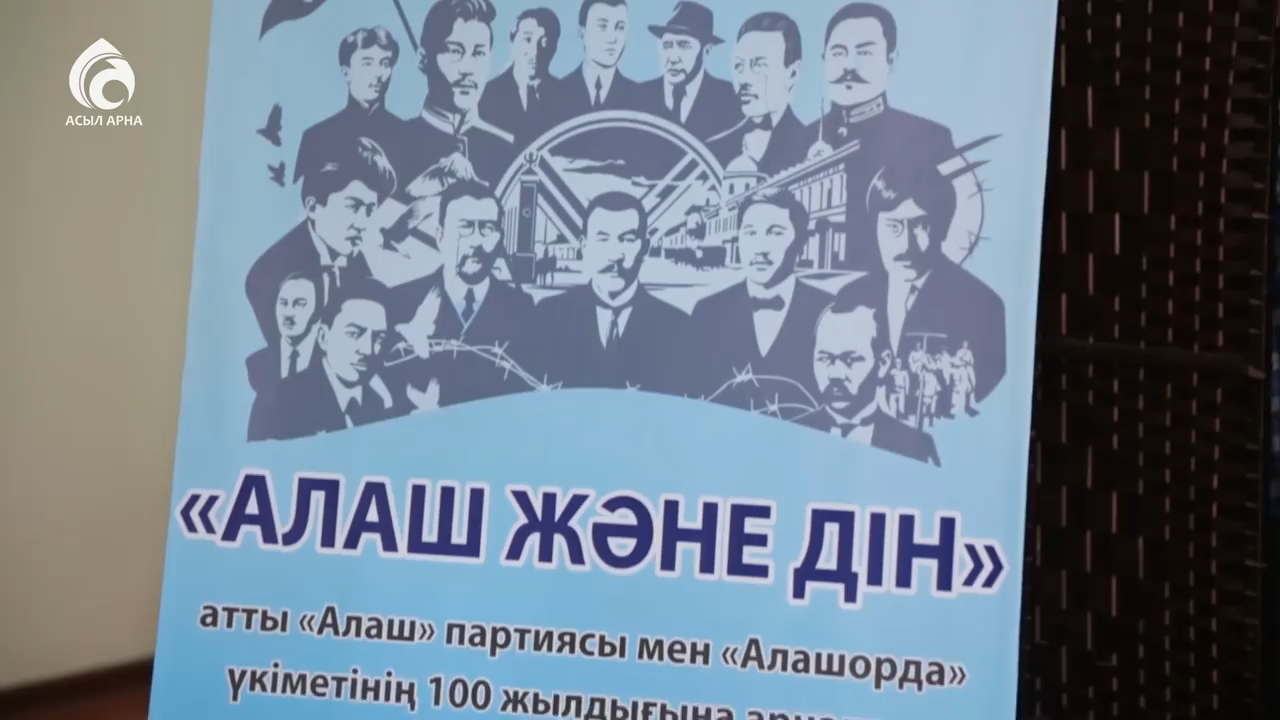 АСЫЛ АРНА
«АЛАШ ЖӘНЕ ДІН»
атты «Алаш» партиясы мен «Алашорда»
үкіметінің 100 жылдығына